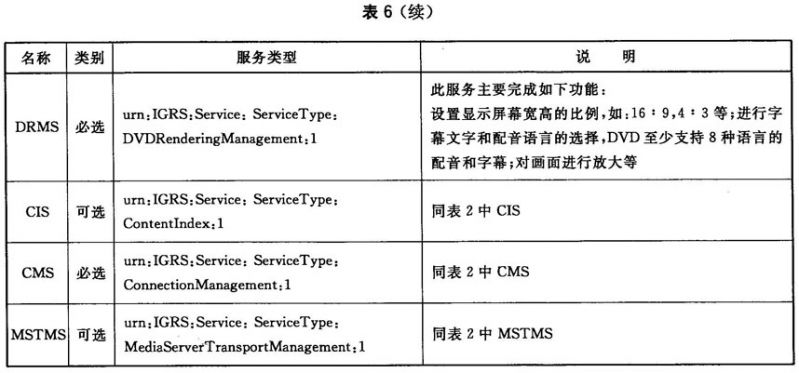 表 6（续）
名称 类别 服务类型 说 明
DRMS 必选 urn:IGRS:Service: ServiceType:
DVDRenderingManagement:1
此服务主要完成如下功能：
设置显示屏幕宽高的比例，如：16∶9，4∶3 等；进行字
幕文字和配音语言的选择，DVD 至少支持 8 种语言的
配音和字幕；对画面进行放大等
CIS 可选 urn:IGRS:Service: ServiceType:
ContentIndex:1
同表 2 中 CIS
CMS 必选 urn:IGRS:Service: ServiceType:
ConnectionManagement:1
同表 2 中 CMS
MSTMS 可选 urn:IGRS:Service: ServiceType:
MediaServerTransportManagement:1
同表 2 中 MSTMS